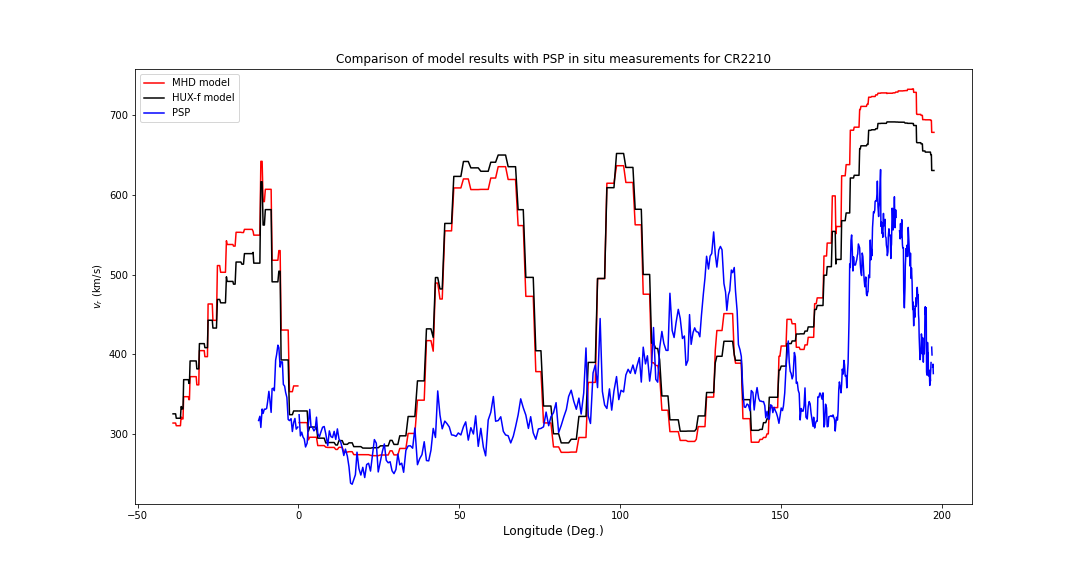 Comparison of model results with PSP in situ measurements for CR2210
MHD model
HUX-f model
PSP
700
600
500
400
300
v_r (km/s)
−50
0
50
100
150
200
Longitude (Deg.)